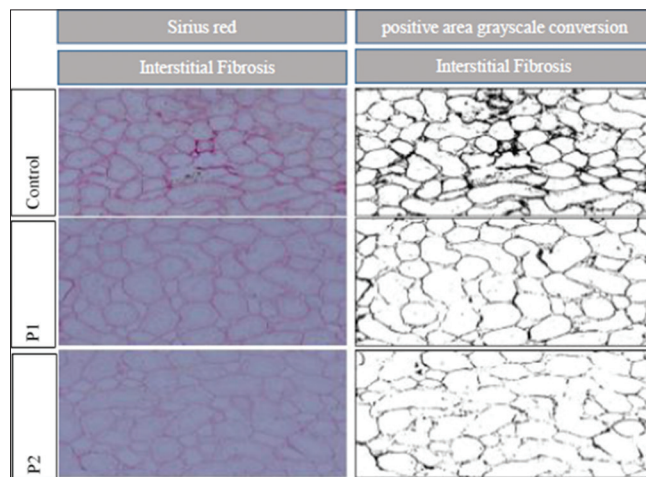 Sirius red
positive area grayscale conversion
Interstitial Fibrosis
Interstitial Fibrosis
Control
P1
P2